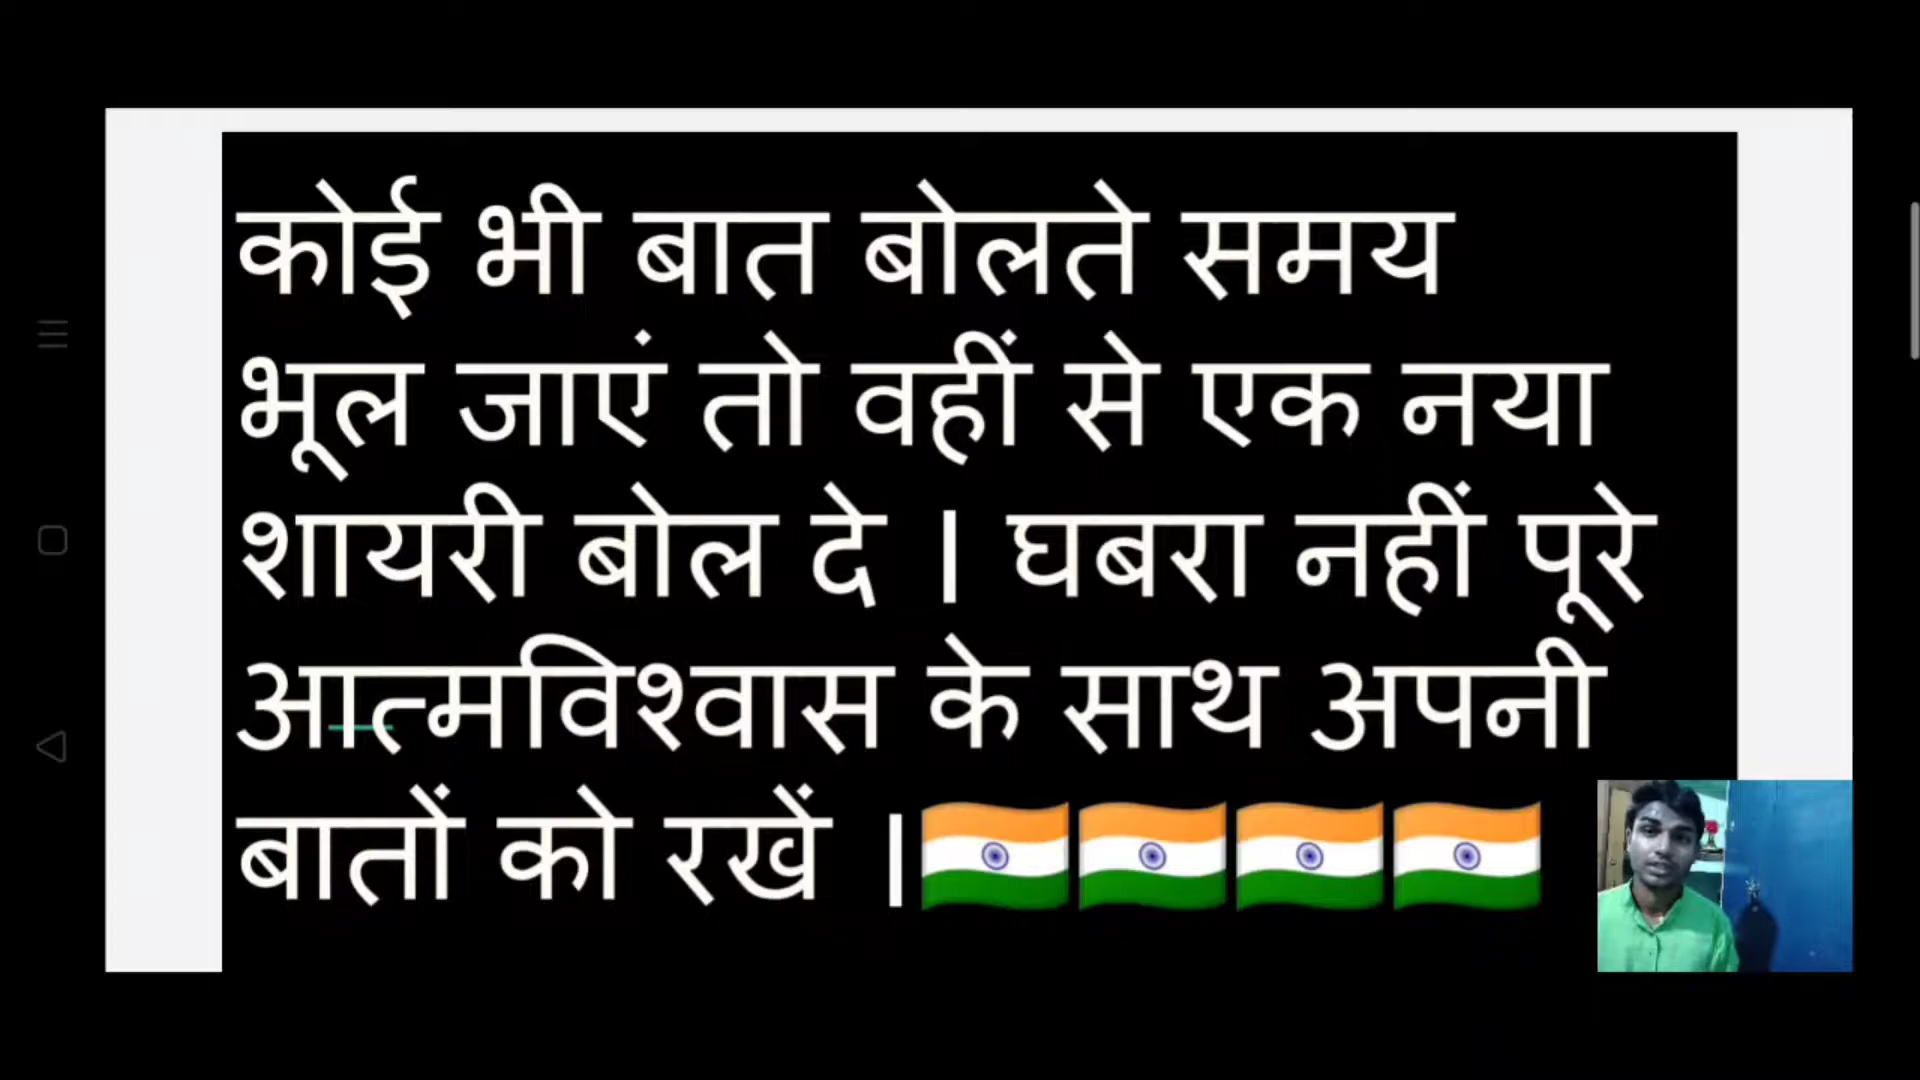 कोई भी बात बोलते समय
भूल जाएं तो वहीं से एक नया
शायरी बोल दे । घबरा नहीं पूरे
आत्मविश्वास के साथ अपनी
बातों को रखें ।🇮🇳🇮🇳🇮🇳🇮🇳